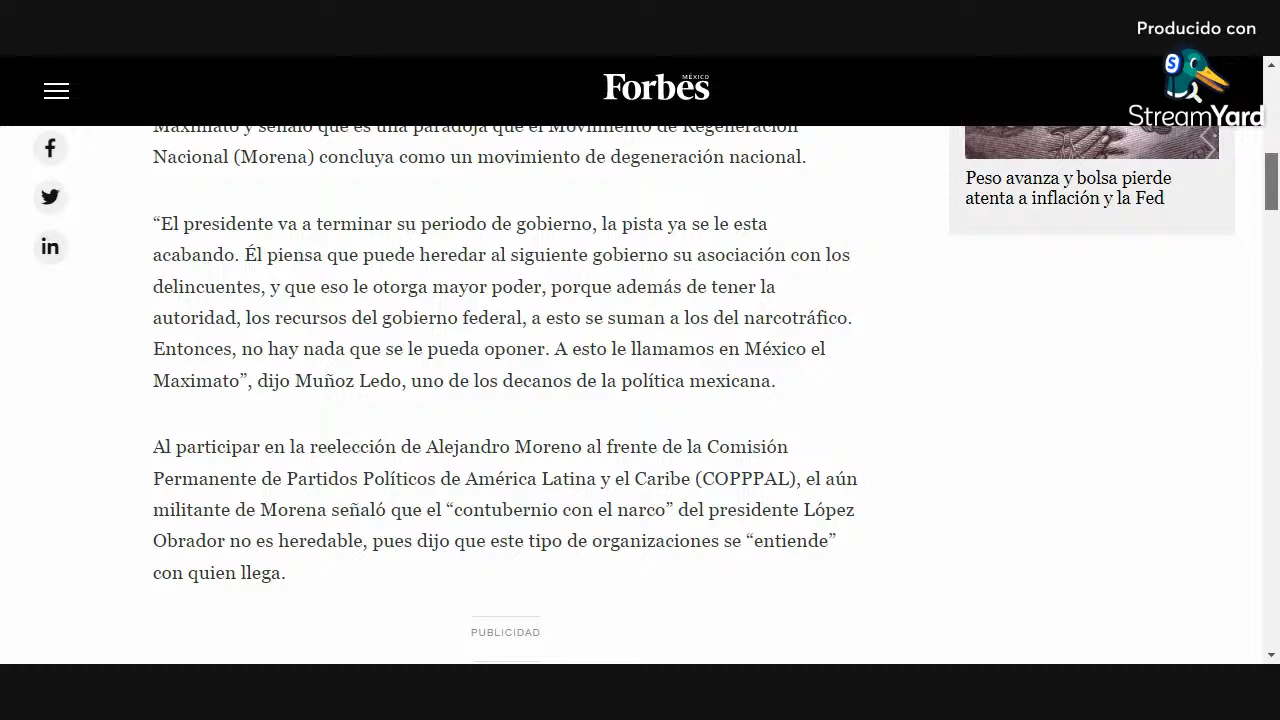 Producido con
StreamYard
Forbes
MÉXICO
Maximato y señaló que es una paradoja que el Movimiento de Regeneración
Nacional (Morena) concluya como un movimiento de degeneración nacional.
“El presidente va a terminar su periodo de gobierno, la pista ya se le esta
acabando. Él piensa que puede heredar al siguiente gobierno su asociación con los
delincuentes, y que eso le otorga mayor poder, porque además de tener la
autoridad, los recursos del gobierno federal, a esto se suman a los del narcotráfico.
Entonces, no hay nada que se le pueda oponer. A esto le llamamos en México el
Maximato”, dijo Muñoz Ledo, uno de los decanos de la política mexicana.
Al participar en la reelección de Alejandro Moreno al frente de la Comisión
Permanente de Partidos Políticos de América Latina y el Caribe (COPPPAL), el aún
militante de Morena señaló que el “contubernio con el narco” del presidente López
Obrador no es heredable, pues dijo que este tipo de organizaciones se “entiende”
con quien llega.
PUBLICIDAD
Peso avanza y bolsa pierde
atenta a inflación y la Fed